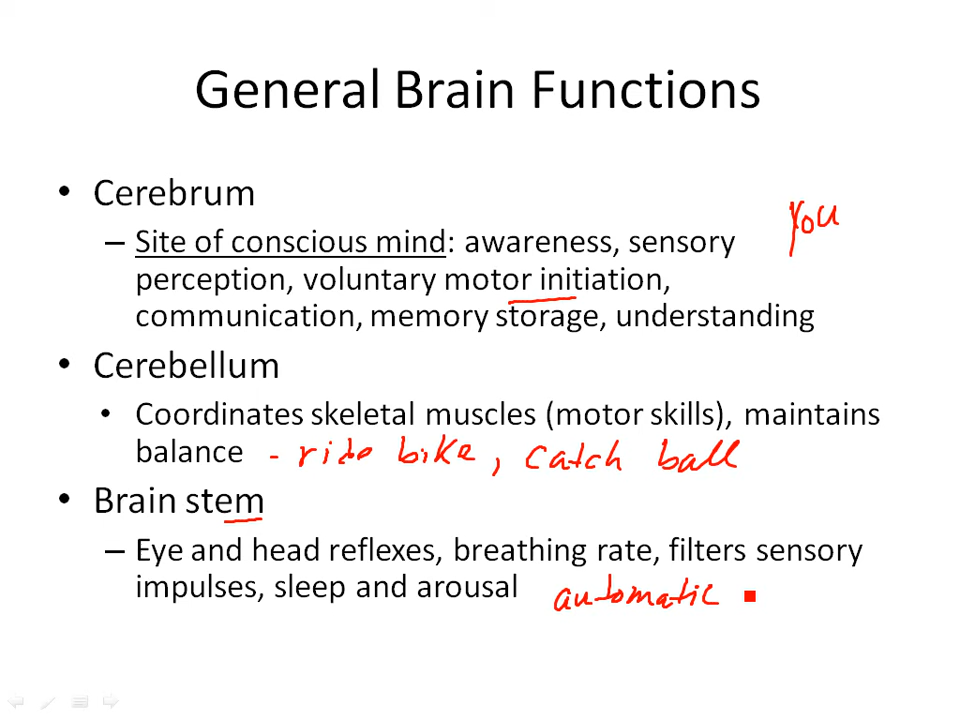 General Brain Functions
• Cerebrum
– Site of conscious mind: awareness, sensory you
perception, voluntary motor initiation,
communication, memory storage, understanding
• Cerebellum
• Coordinates skeletal muscles (motor skills), maintains
balance - ride bike, catch ball
• Brain stem
– Eye and head reflexes, breathing rate, filters sensory
impulses, sleep and arousal automatic